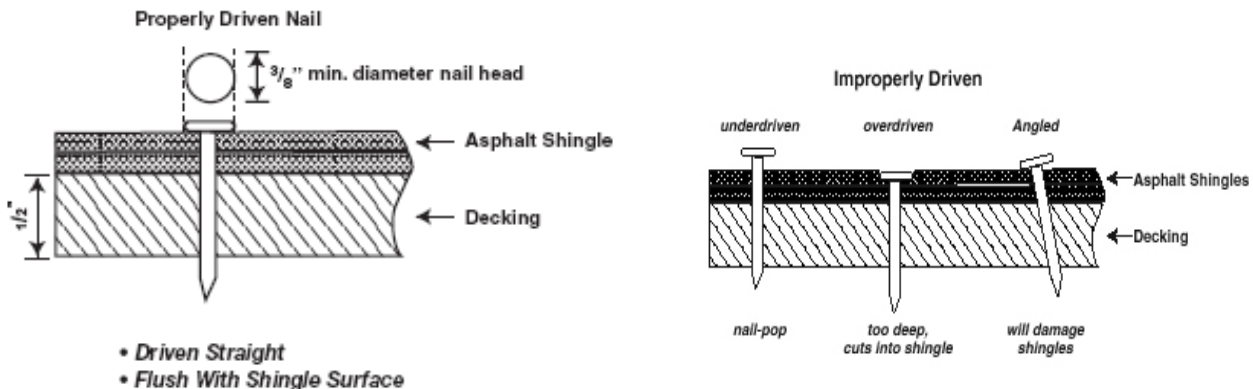 Properly Driven Nail
3/8" min. diameter nail head
Asphalt Shingle
1/2"
Decking
• Driven Straight
• Flush With Shingle Surface
Improperly Driven
underdriven overdriven Angled
Asphalt Shingles
Decking
nail-pop too deep, will damage
cuts into shingle shingles